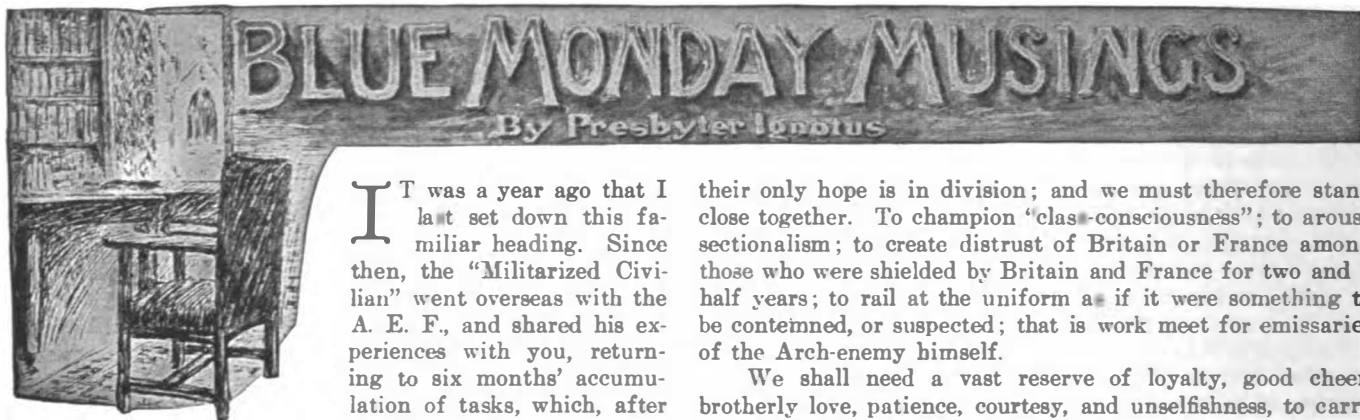 BLUE MONDAY MUSINGS
By Presbyter Ignotus
IT was a year ago that I
last set down this fa-
miliar heading. Since
then, the "Militarized Civi-
lian" went overseas with the
A. E. F., and shared his ex-
periences with you, return-
ing to six months' accumu-
lation of tasks, which, after
their only hope is in division; and we must therefore stan
close together. To champion "class-consciousness"; to arous
sectionalism; to create distrust of Britain or France amon
those who were shielded by Britain and France for two and
half years; to rail at the uniform as if it were something t
be contemned, or suspected; that is work meet for emissarie
of the Arch-enemy himself.
We shall need a vast reserve of loyalty, good cheer
brotherly love, patience, courtesy, and unselfishness, to carr